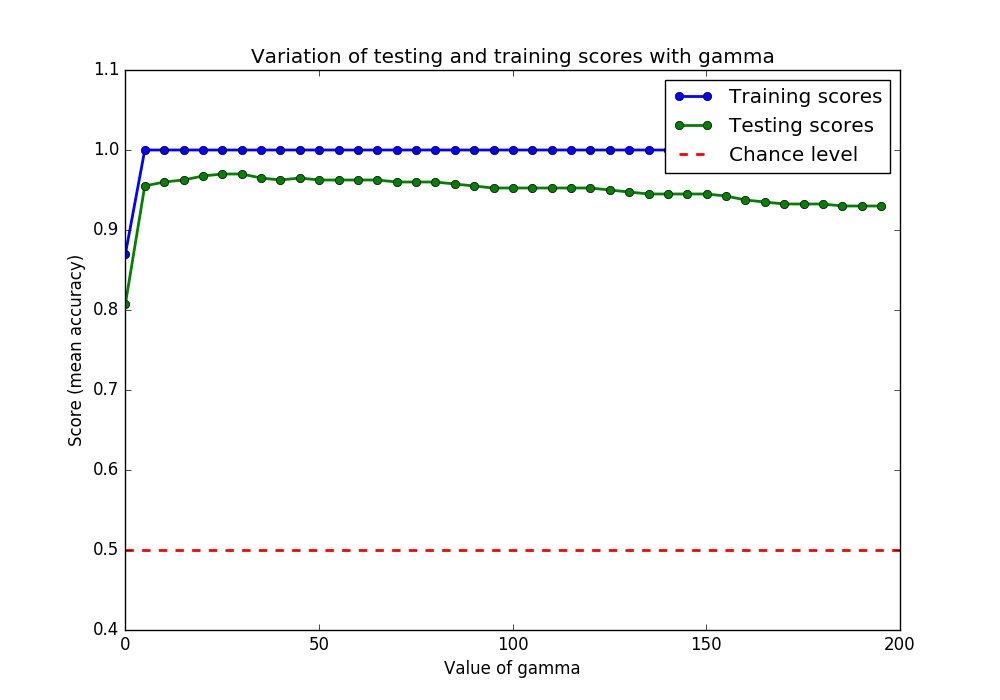 Variation of testing and training scores with gamma
1.1
Training scores
Testing scores
Chance level
1.0
0.9
0.8
0.7
0.6
0.5
0.4
Score (mean accuracy)
0
50
100
150
200
Value of gamma